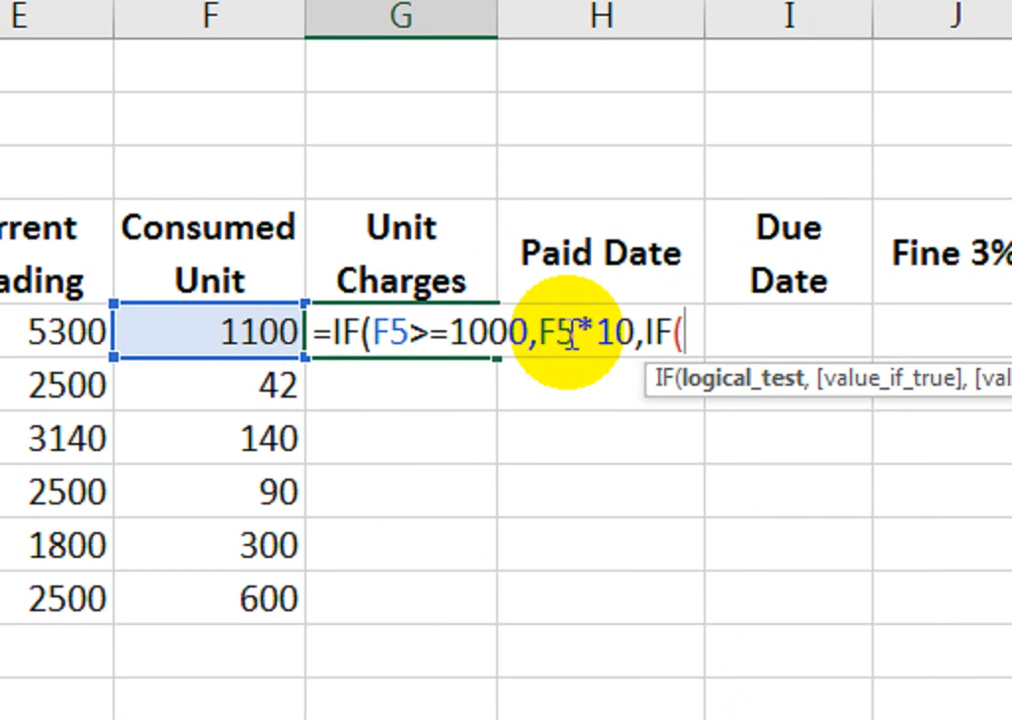 E F G H I J
rrent Consumed Unit Due
Paid Date Fine 3%
ading Unit Charges Date
5300 1100 =IF(F5>=1000,F5*10,IF(
IF(logical_test, [value_if_true], [val
2500 42
3140 140
2500 90
1800 300
2500 600